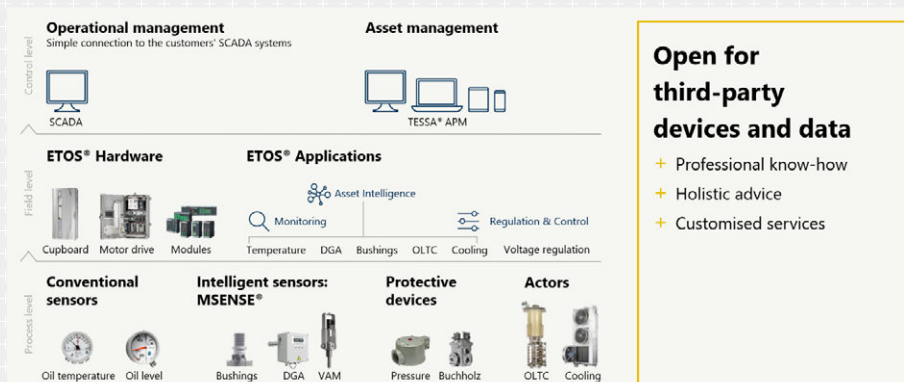 Control level
Operational management
Simple connection to the customers' SCADA systems
SCADA
Asset management
TESSA® APM
Field level
ETOS® Hardware
Cupboard Motor drive Modules
ETOS® Applications
Asset Intelligence
Monitoring
Regulation & Control
Temperature DGA Bushings OLTC Cooling Voltage regulation
Process level
Conventional
sensors
Oil temperature Oil level
Intelligent sensors:
MSENSE®
Bushings DGA VAM
Protective
devices
Pressure Buchholz
Actors
OLTC Cooling
Open for
third-party
devices and data
+ Professional know-how
+ Holistic advice
+ Customised services